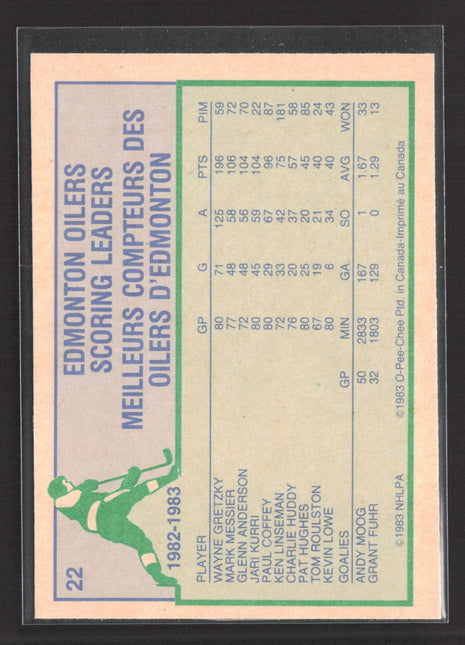 22
EDMONTON OILERS
SCORING LEADERS
MEILLEURS COMPTEURS DES
OILERS D'EDMONTON
1982-1983
PLAYER GP G A PTS PIM
WAYNE GRETZKY 80 71 125 196 59
MARK MESSIER 77 48 58 106 72
GLENN ANDERSON 72 48 56 104 70
JARI KURRI 80 45 59 104 22
PAUL COFFEY 80 29 67 96 87
KEN LINSEMAN 72 33 42 75 181
CHARLIE HUDDY 76 20 37 57 58
PAT HUGHES 80 25 20 45 85
TOM ROULSTON 67 19 21 40 24
KEVIN LOWE 80 6 34 40 43
GOALIES GP MIN GA. SO AVG WON
ANDY MOOG 50 2833 167 1 1.67 33
GRANT FUHR 32 1803 129 0 1.29 13
©1983 NHLPA ©1983 O-Pee-Chee Ptd. in Canada-Imprimé au Canada